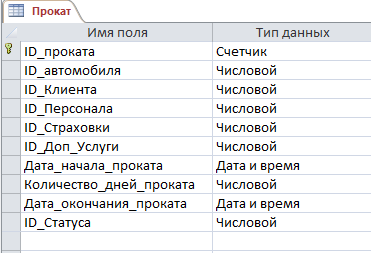 Прокат
Имя поля Тип данных
ID_проката Счетчик
ID_автомобиля Числовой
ID_Клиента Числовой
ID_Персонала Числовой
ID_Страховки Числовой
ID_Доп_Услуги Числовой
Дата_начала_проката Дата и время
Количество_дней_проката Числовой
Дата_окончания_проката Дата и время
ID_Статуса Числовой